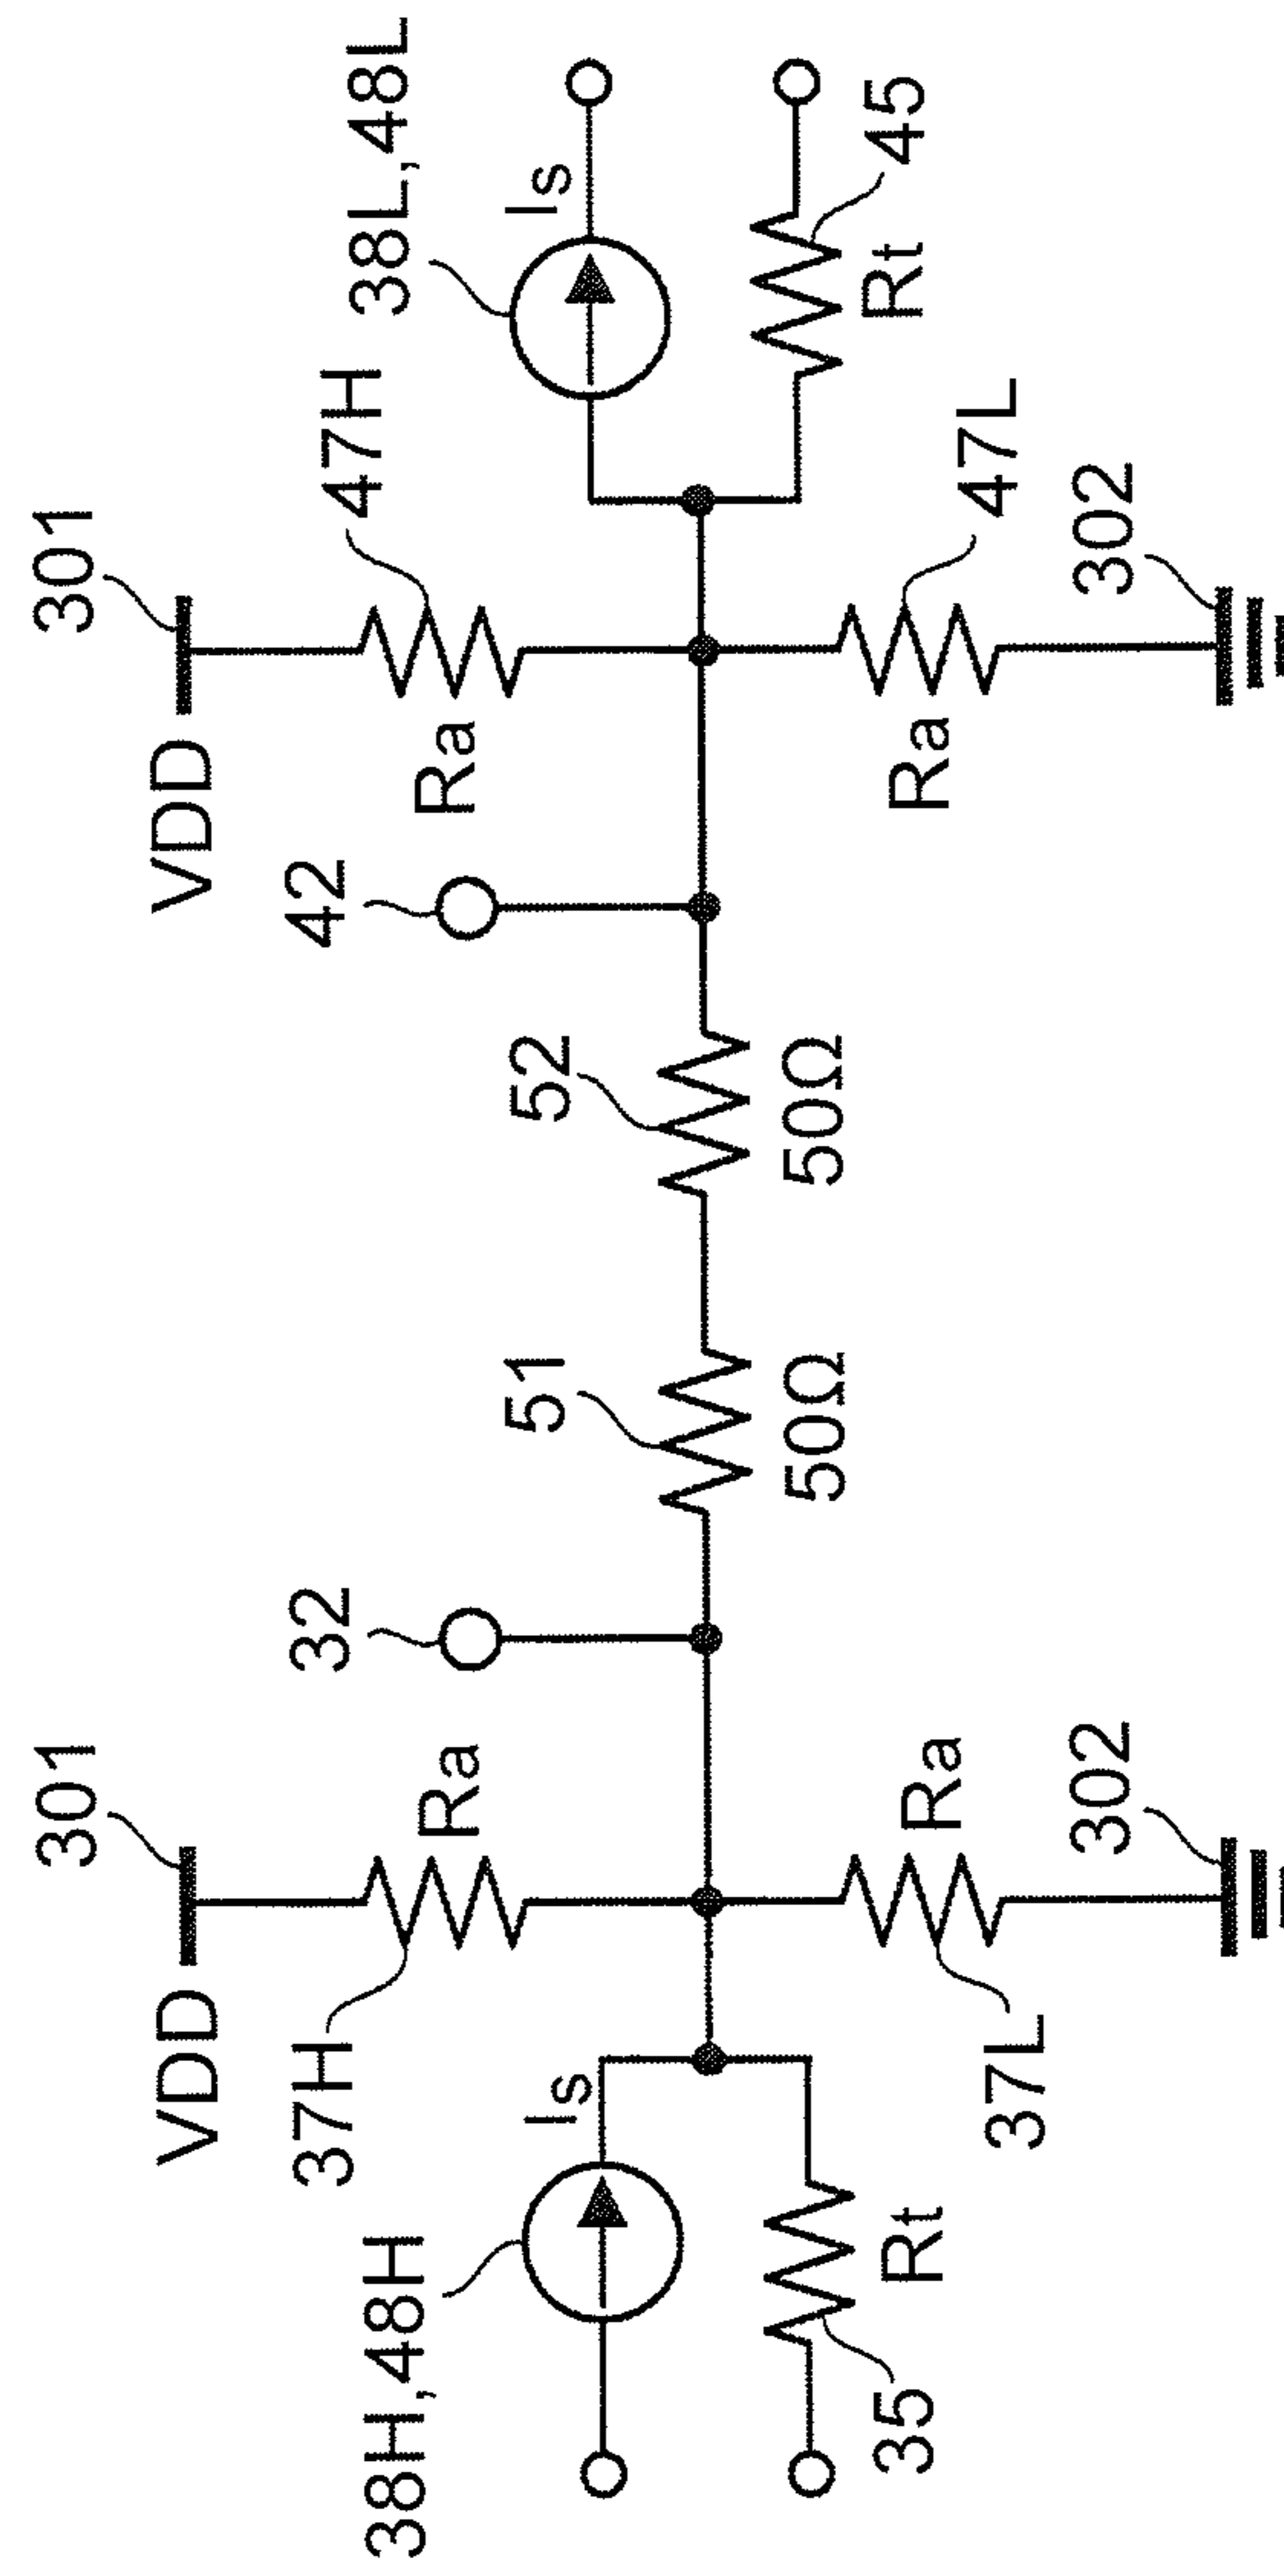 301
VDD
37H
Ra
32
51
50Ω
52
50Ω
42
301
VDD
47H
Ra
38H,48H
Is
Rt
35
37L
Ra
302
38L,48L
Is
Rt
45
47L
Ra
302